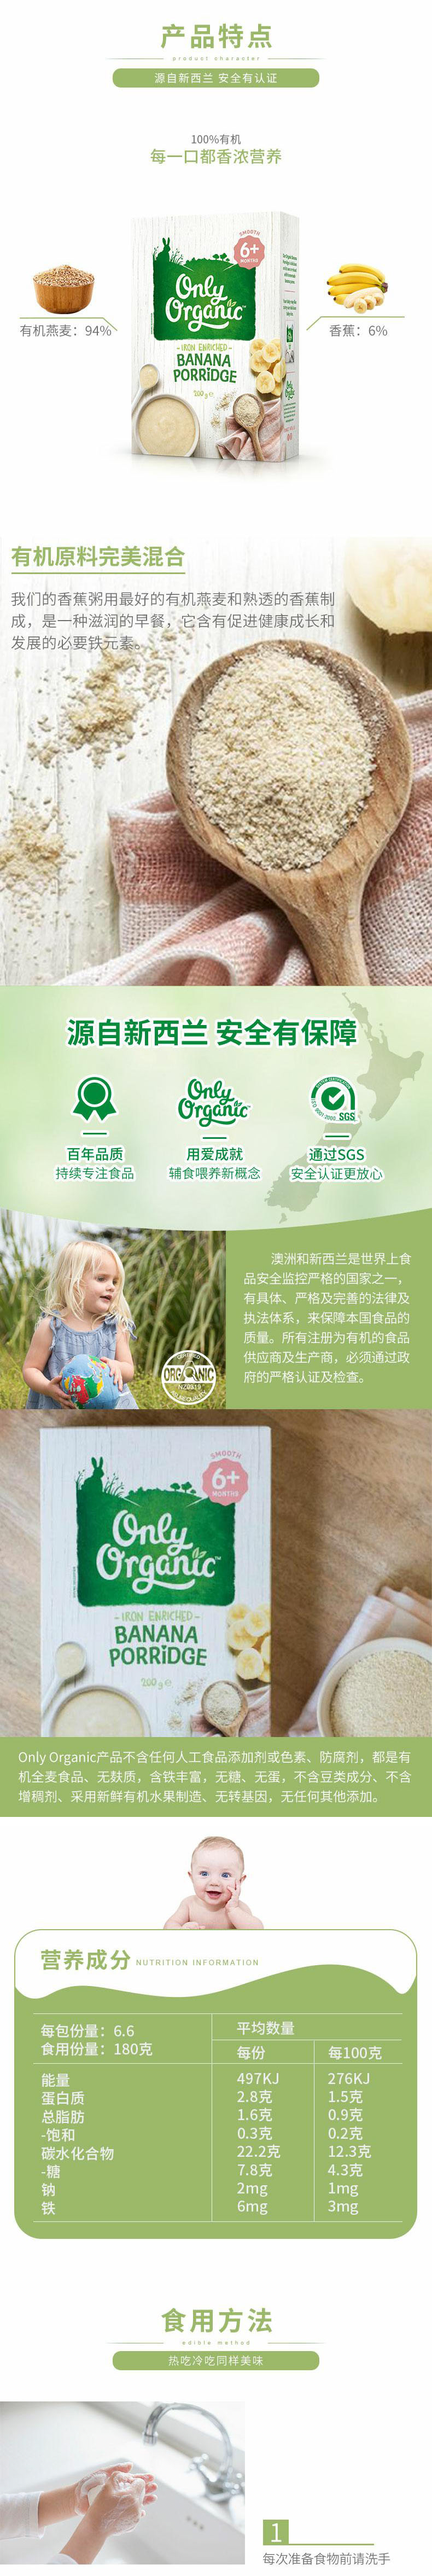 产品特点
product sharanter
源自新西兰 安全有认证
100%有机
每一口都香浓营养
SMOOTH
6+
MONTHS
Only
Organic
- IRON ENRICHED -
BANANA
PORRiDGE
200 g e
有机燕麦：94%
香蕉：6%
有机原料完美混合
我们的香蕉粥用最好的有机燕麦和熟透的香蕉制
成，是一种滋润的早餐，它含有促进健康成长和
发展的必要铁元素。
源自新西兰 安全有保障
Only
Organic
SGS
百年品质
持续专注食品
用爱成就
辅食喂养新概念
通过SGS
安全认证更放心
澳洲和新西兰是世界上食
品安全监控严格的国家之一，
有具体、严格及完善的法律及
执法体系，来保障本国食品的
质量。所有注册为有机的食品
供应商及生产商，必须通过政
府的严格认证及检查。
ORGANIC
SMOOTH
6+
MONTHS
Only
Organic
- IRON ENRICHED -
BANANA
PORRiDGE
200 g e
Only Organic产品不含任何人工食品添加剂或色素、防腐剂，都是有
机全麦食品、无麸质，含铁丰富，无糖、无蛋，不含豆类成分、不含
增稠剂、采用新鲜有机水果制造、无转基因，无任何其他添加。
营养成分 NUTRITION INFORMATION
每包份量：6.6
食用份量：180克
平均数量
每份 每100克
能量 497KJ 276KJ
蛋白质 2.8克 1.5克
总脂肪 1.6克 0.9克
-饱和 0.3克 0.2克
碳水化合物 22.2克 12.3克
-糖 7.8克 4.3克
钠 2mg 1mg
铁 6mg 3mg
食用方法
edible method
热吃冷吃同样美味
1
每次准备食物前请洗手